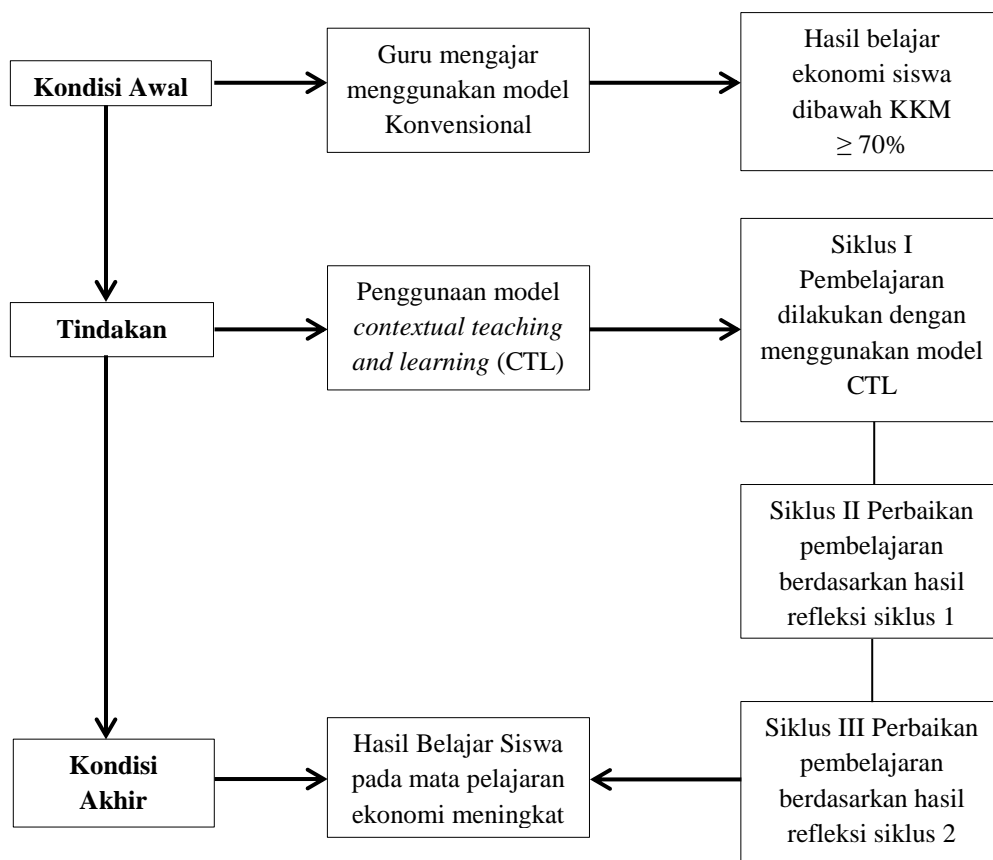 Kondisi Awal
Guru mengajar
menggunakan model
Konvensional
Hasil belajar
ekonomi siswa
dibawah KKM
≥ 70%
Tindakan
Penggunaan model
contextual teaching
and learning (CTL)
Siklus I
Pembelajaran
dilakukan dengan
menggunakan model
CTL
Siklus II Perbaikan
pembelajaran
berdasarkan hasil
refleksi siklus 1
Kondisi
Akhir
Hasil Belajar Siswa
pada mata pelajaran
ekonomi meningkat
Siklus III Perbaikan
pembelajaran
berdasarkan hasil
refleksi siklus 2